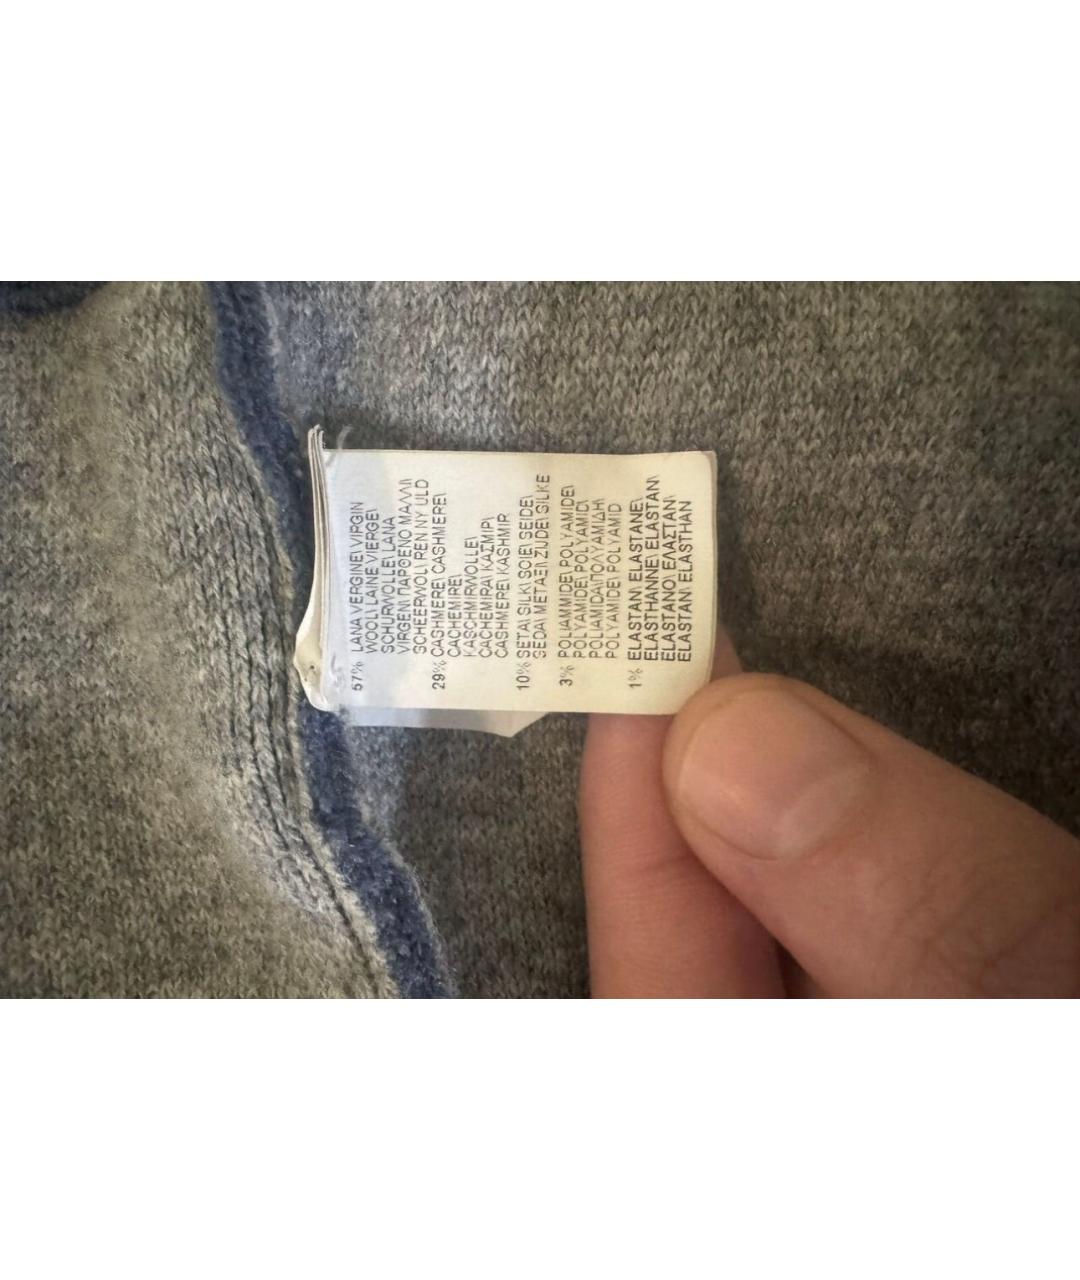 57% LANA VERGINE\ VIRGIN
WOOL\ LAINE VIERGE\
SCHURWOLLE\ LANA
VIRGEN\ ΠΑΡΘΕΝΟ ΜΑΛΛΙ\
SCHEERWOL\ REN NY ULD
29% CASHMERE\ CASHMERE\
CACHEMIRE\
KASCHMIRWOLLE\
CACHEMIRA\ ΚΑΣΜΙΡ\
CASHMERE\ KASHMIR
10% SETA\ SILK\ SOIE\ SEIDE\
SEDA\ ΜΕΤΑΞΙ\ ZIJDE\ SILKE
3% POLIAMMIDE\ POLYAMIDE\
POLYAMIDE\ POLYAMID\
POLIAMIDA\ΠΟΛΥΑΜΙΔΗ\
POLYAMIDE\ POLYAMID
1% ELASTAN\ ELASTANE\
ELASTHANNE\ ELASTAN\
ELASTANO\ ΕΛΑΣΤΑΝ\
ELASTAN\ ELASTHAN